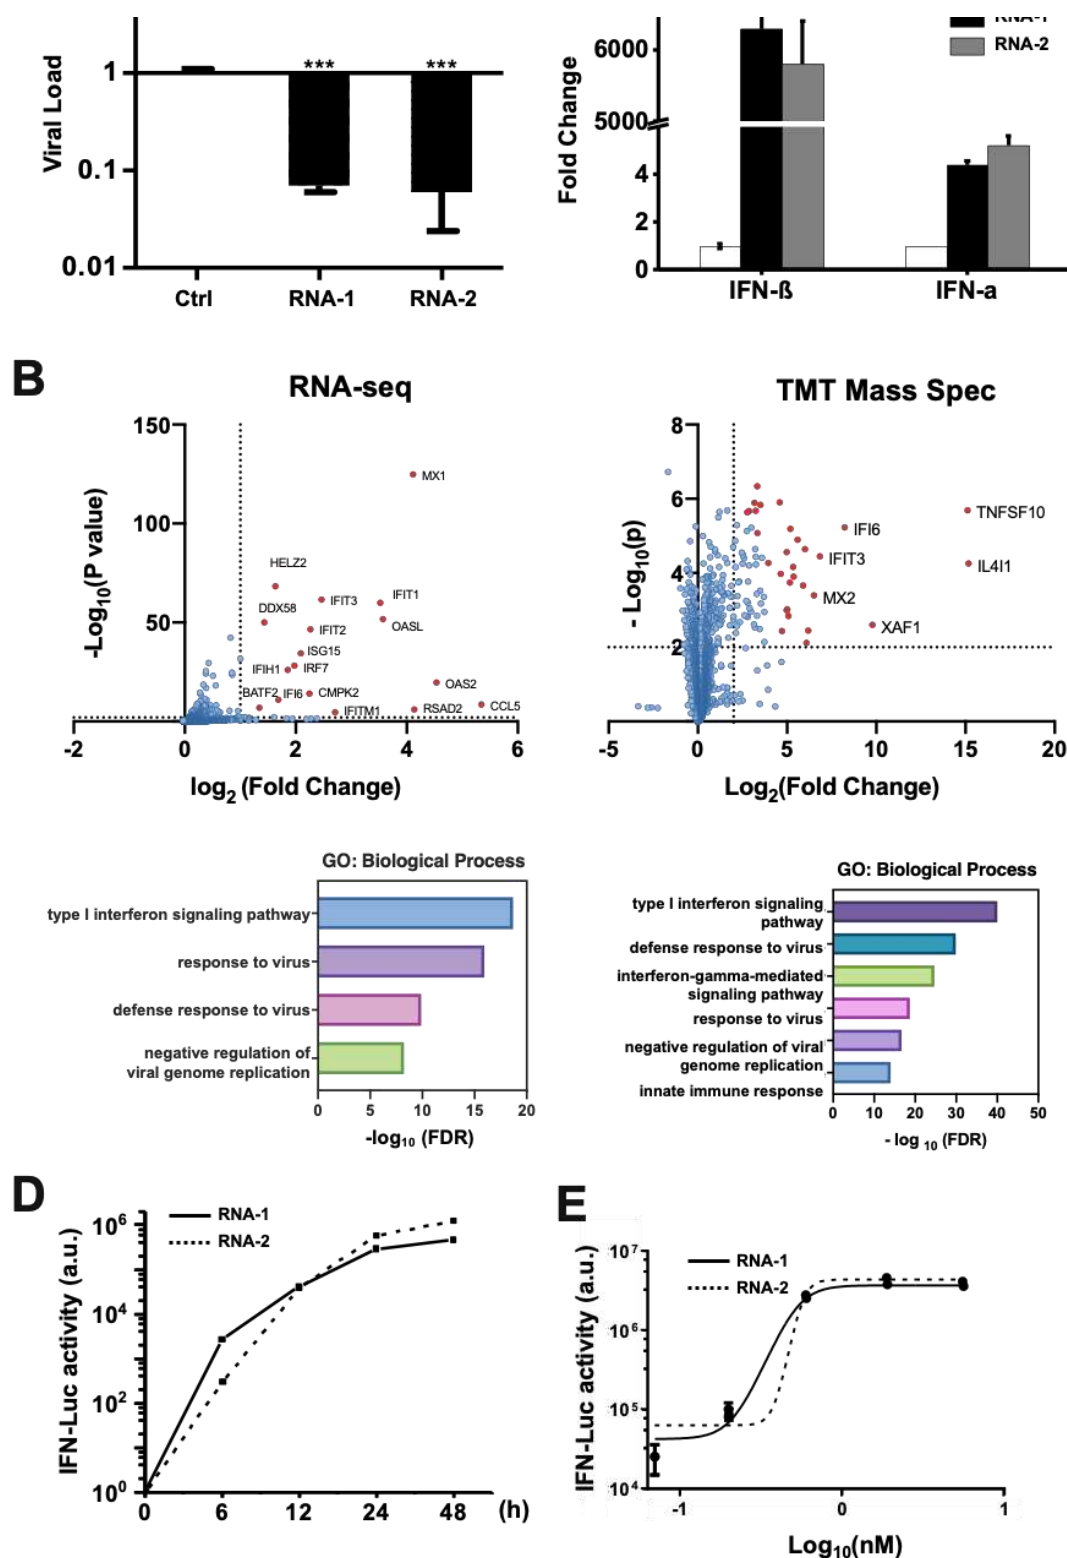 Viral Load
1
0.1
0.01
***
***
Ctrl
RNA-1
RNA-2
Fold Change
6000
5000
4
2
0
RNA-1
RNA-2
IFN-ß
IFN-a
B
RNA-seq
-Log10(P value)
150
100
50
MX1
HELZ2
DDX58
IFIT3
IFIT1
OASL
IFIT2
ISG15
IFIH1
IRF7
BATF2
IFI6
CMPK2
OAS2
IFITM1
RSAD2
CCL5
-2
0
2
4
6
log2 (Fold Change)
TMT Mass Spec
- Log10(p)
8
6
4
2
TNFSF10
IFI6
IFIT3
IL4I1
MX2
XAF1
-5
0
5
10
15
20
Log2(Fold Change)
GO: Biological Process
type I interferon signaling pathway
response to virus
defense response to virus
negative regulation of
viral genome replication
0
5
10
15
20
-log10 (FDR)
GO: Biological Process
type I interferon signaling
pathway
defense response to virus
interferon-gamma-mediated
signaling pathway
response to virus
negative regulation of viral
genome replication
innate immune response
0
10
20
30
40
50
- log 10 (FDR)
D
RNA-1
RNA-2
IFN-Luc activity (a.u.)
10^6
10^4
10^2
10^0
0
6
12
24
48
(h)
E
RNA-1
RNA-2
IFN-Luc activity (a.u.)
10^7
10^6
10^5
10^4
-1
0
1
Log10(nM)